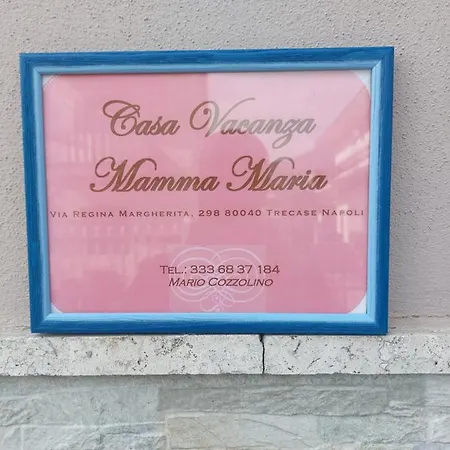 Casa Vacanza
Mamma Maria
Via Regina Margherita, 298 80040 Trecase Napoli
Tel.: 333 68 37 184
Mario Cozzolino